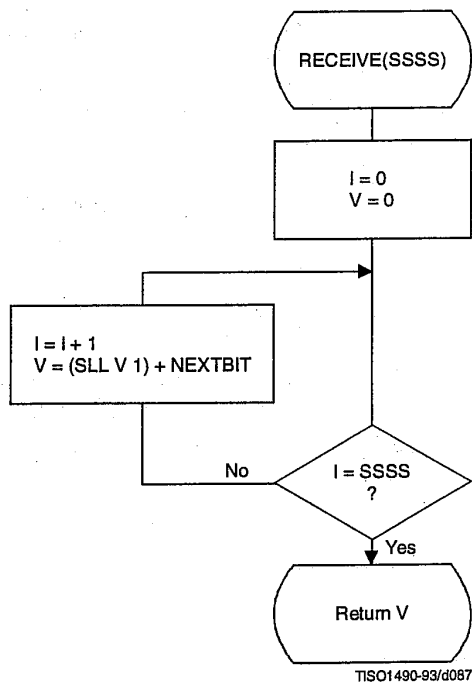 RECEIVE(SSSS)
I = 0
V = 0
I = I + 1
V = (SLL V 1) + NEXTBIT
No
I = SSSS
?
Yes
Return V
TISO1490-93/d087